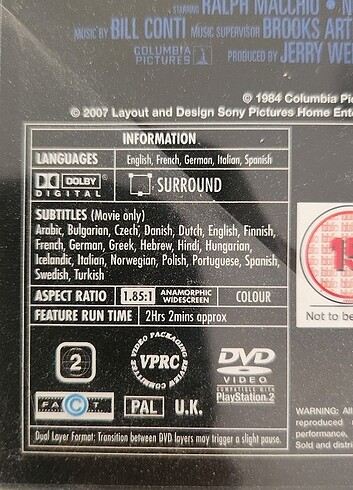 STARRING RALPH MACCHIO •
MUSIC BY BILL CONTI MUSIC SUPERVISOR BROOKS ART
COLUMBIA PICTURES PRODUCED BY JERRY WE
© 1984 Columbia Pi
© 2007 Layout and Design Sony Pictures Home Ente
INFORMATION
LANGUAGES English, French, German, Italian, Spanish
DOLBY DIGITAL SURROUND
SUBTITLES (Movie only)
Arabic, Bulgarian, Czech, Danish, Dutch, English, Finnish,
French, German, Greek, Hebrew, Hindi, Hungarian,
Icelandic, Italian, Norwegian, Polish, Portuguese, Spanish,
Swedish, Turkish
ASPECT RATIO 1.85:1 ANAMORPHIC WIDESCREEN COLOUR
FEATURE RUN TIME 2Hrs 2mins approx
2
VIDEO PACKAGING REVIEW COMMITTEE
VPRC
DVD
VIDEO
COMPATIBLE WITH
PlayStation.2
FACT PAL U.K.
Dual Layer Format: Transition between DVD layers may trigger a slight pause.
15
Not to be
WARNING: All
reproduced
performance,
Sold and distri